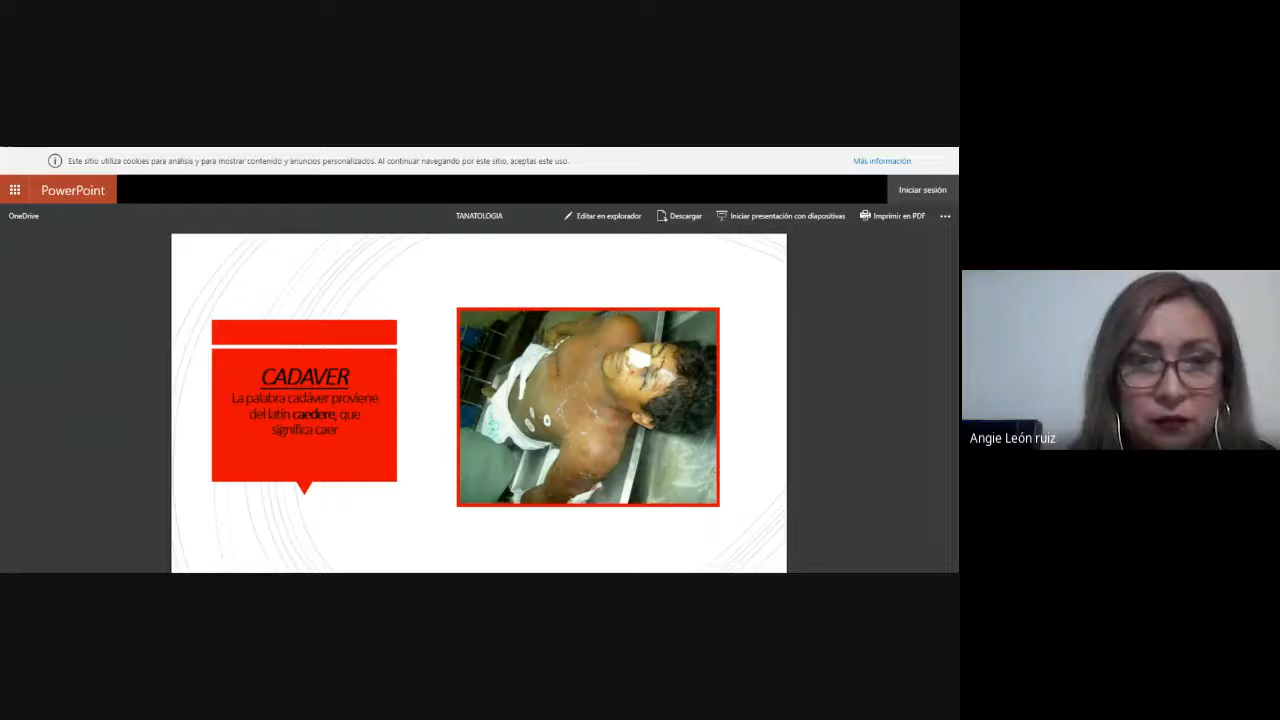 Este sitio utiliza cookies para análisis y para mostrar contenido y anuncios personalizados. Al continuar navegando por este sitio, aceptas este uso.
Más información
PowerPoint
Iniciar sesión
OneDrive
TANATOLOGIA
Editar en explorador
Descargar
Iniciar presentación con diapositivas
Imprimir en PDF
CADAVER
La palabra cadáver proviene
del latín caedere, que
significa caer
Angie León ruiz